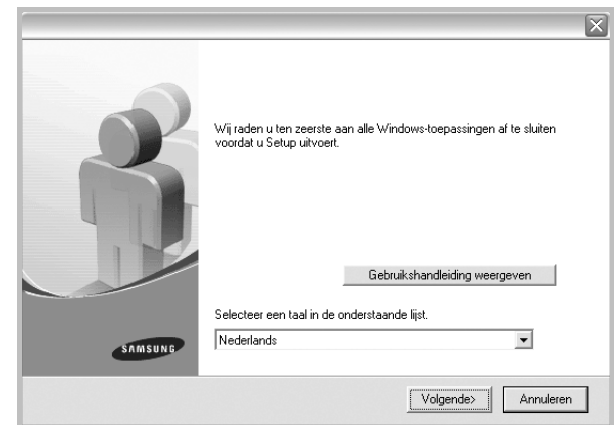 Wij raden u ten zeerste aan alle Windows-toepassingen af te sluiten
voordat u Setup uitvoert.
Gebruikshandleiding weergeven
Selecteer een taal in de onderstaande lijst.
Nederlands
SAMSUNG
Volgende>
Annuleren